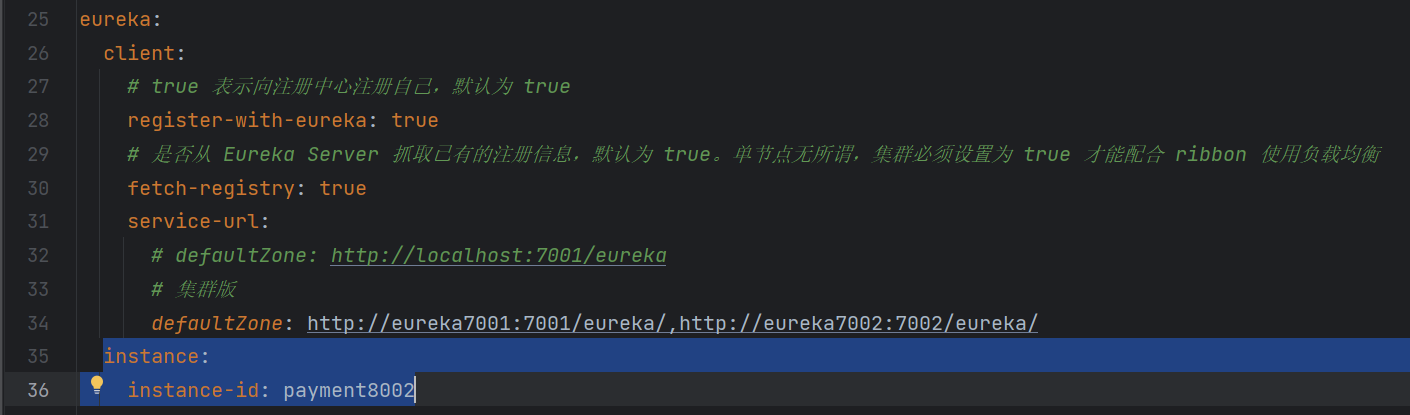 25 eureka:
26 client:
27 # true 表示向注册中心注册自己，默认为 true
28 register-with-eureka: true
29 # 是否从 Eureka Server 抓取已有的注册信息，默认为 true。单节点无所谓，集群必须设置为 true 才能配合 ribbon 使用负载均衡
30 fetch-registry: true
31 service-url:
32 # defaultZone: http://localhost:7001/eureka
33 # 集群版
34 defaultZone: http://eureka7001:7001/eureka/,http://eureka7002:7002/eureka/
35 instance:
36 instance-id: payment8002